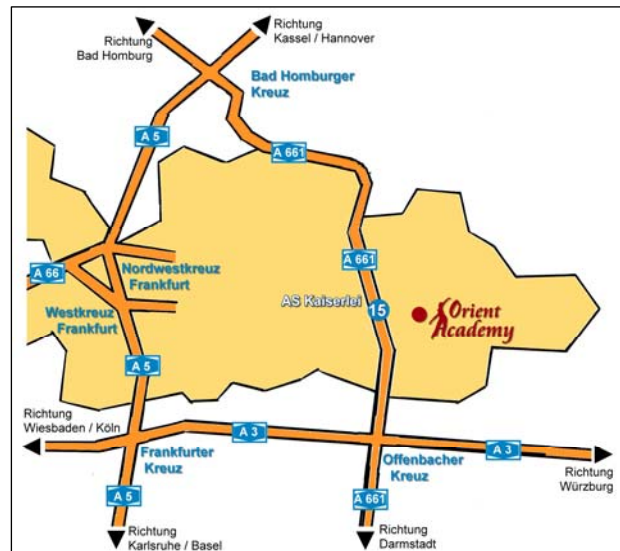 Richtung
Kassel / Hannover
Richtung
Bad Homburg
Bad Homburger
Kreuz
A 5
A 661
A 661
A 66
Nordwestkreuz
Frankfurt
AS Kaiserlei
15
Orient
Academy
Westkreuz
Frankfurt
A 5
Richtung
Wiesbaden / Köln
A 3
A 3
Frankfurter
Kreuz
Offenbacher
Kreuz
Richtung
Würzburg
A 5
A 661
Richtung
Karlsruhe / Basel
Richtung
Darmstadt